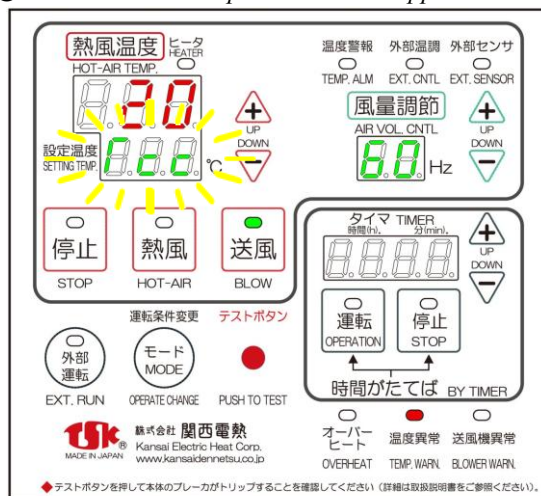 熱風温度 ヒータ
HEATER
HOT-AIR TEMP.
20
設定温度
SETTING TEMP.
℃
+
UP
DOWN
−
停止
STOP
熱風
HOT-AIR
送風
BLOW
温度警報 外部温調 外部センサ
TEMP. ALM EXT. CNTL EXT. SENSOR
風量調節
AIR VOL. CNTL
60 Hz
+
UP
DOWN
−
タイマ TIMER
時間(h). 分(min).
8.8.8.8.
+
UP
DOWN
−
運転
OPERATION
停止
STOP
時間がたてば BY TIMER
外部
運転
EXT. RUN
運転条件変更
モード
MODE
OPERATE CHANGE
テストボタン
PUSH TO TEST
TSK®
MADE IN JAPAN
株式会社 関西電熱
Kansai Electric Heat Corp.
www.kansaidennetsu.co.jp
オーバー
ヒート
OVERHEAT
温度異常
TEMP. WARN.
送風機異常
BLOWER WARN.
◆テストボタンを押して本体のブレーカがトリップすることを確認してください(詳細は取扱説明書をご参照ください)。